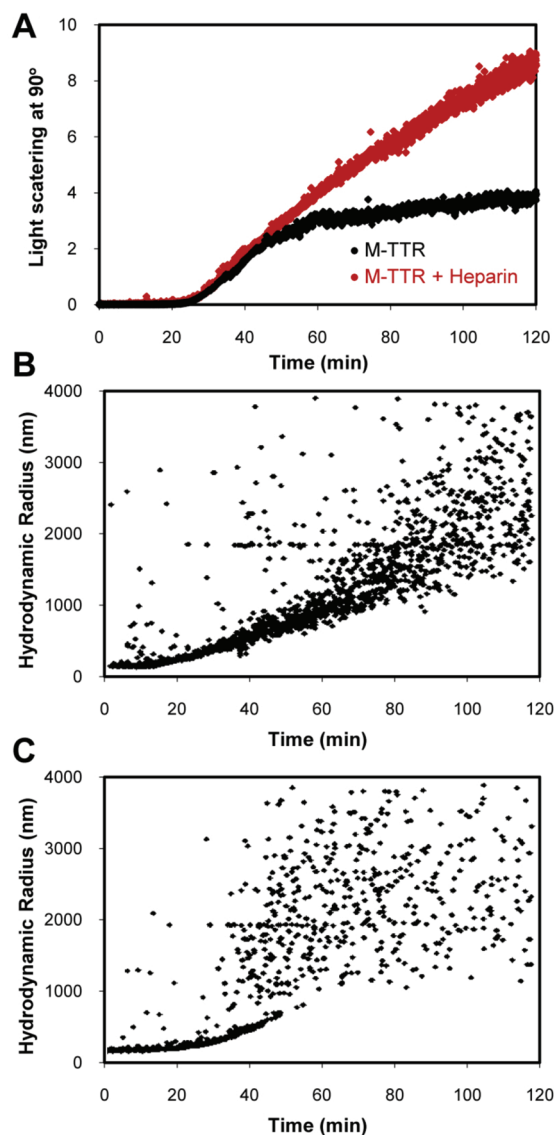 A
Light scattering at 90°
10
8
6
4
2
0
M-TTR
M-TTR + Heparin
0 20 40 60 80 100 120
Time (min)
B
Hydrodynamic Radius (nm)
4000
3000
2000
1000
0
0 20 40 60 80 100 120
Time (min)
C
Hydrodynamic Radius (nm)
4000
3000
2000
1000
0
0 20 40 60 80 100 120
Time (min)